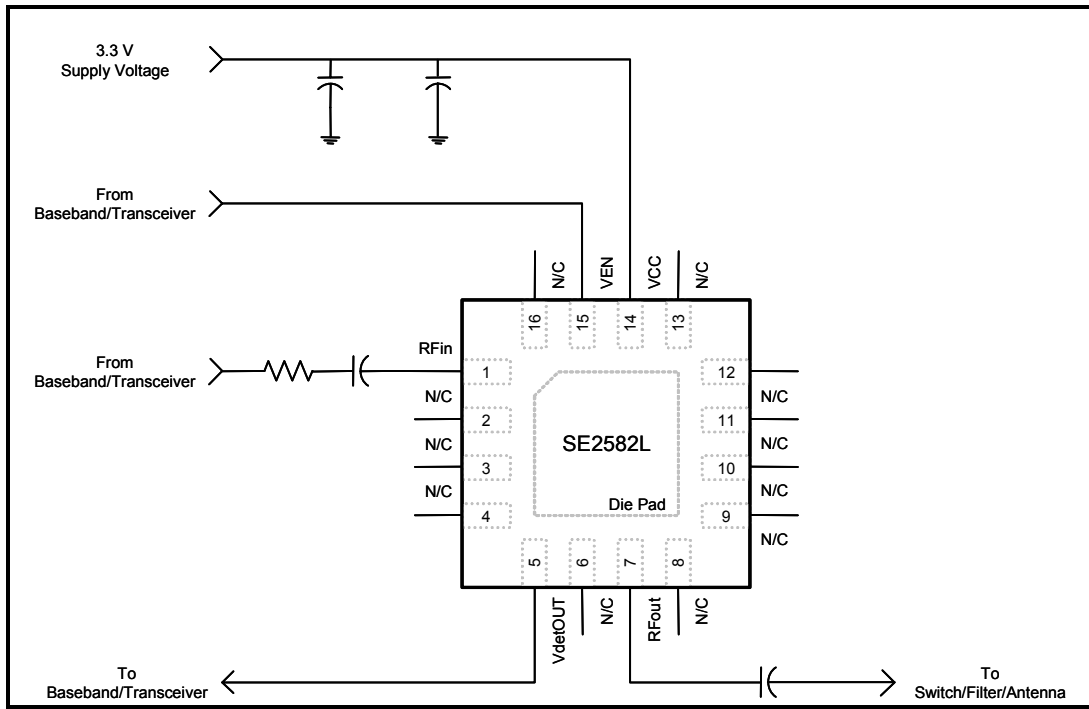 3.3 V
Supply Voltage
From
Baseband/Transceiver
N/C
VEN
VCC
N/C
16
15
14
13
From
Baseband/Transceiver
RFin
1
12
N/C
N/C
2
11
N/C
SE2582L
N/C
3
10
N/C
N/C
Die Pad
4
9
N/C
5
6
7
8
VdetOUT
N/C
RFout
N/C
To
Baseband/Transceiver
To
Switch/Filter/Antenna